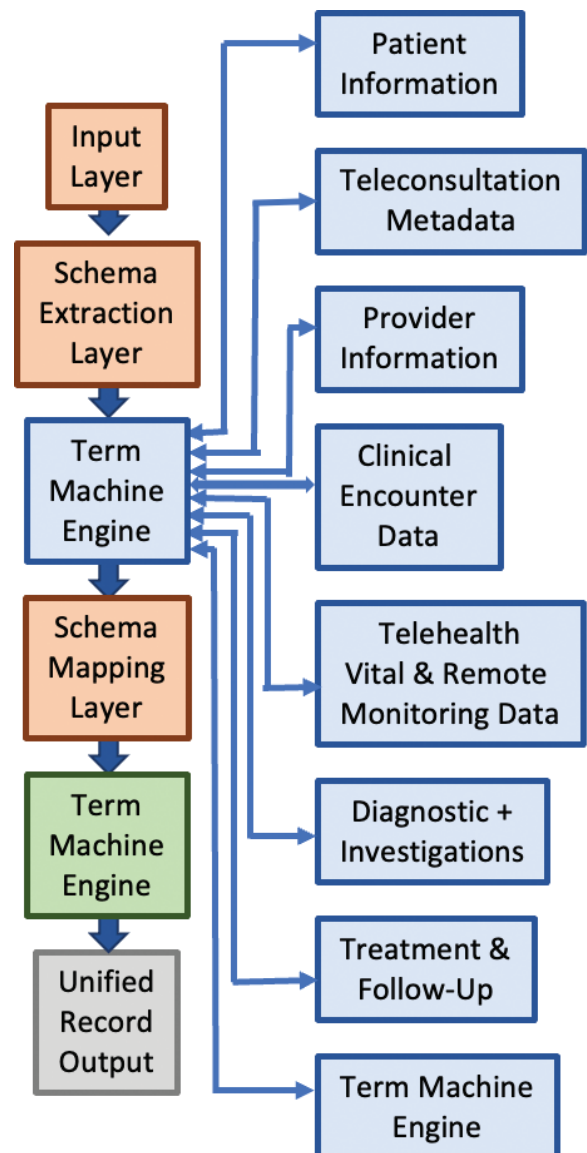 Input
Layer
Schema
Extraction
Layer
Term
Machine
Engine
Schema
Mapping
Layer
Term
Machine
Engine
Unified
Record
Output
Patient
Information
Teleconsultation
Metadata
Provider
Information
Clinical
Encounter
Data
Telehealth
Vital & Remote
Monitoring Data
Diagnostic +
Investigations
Treatment &
Follow-Up
Term Machine
Engine